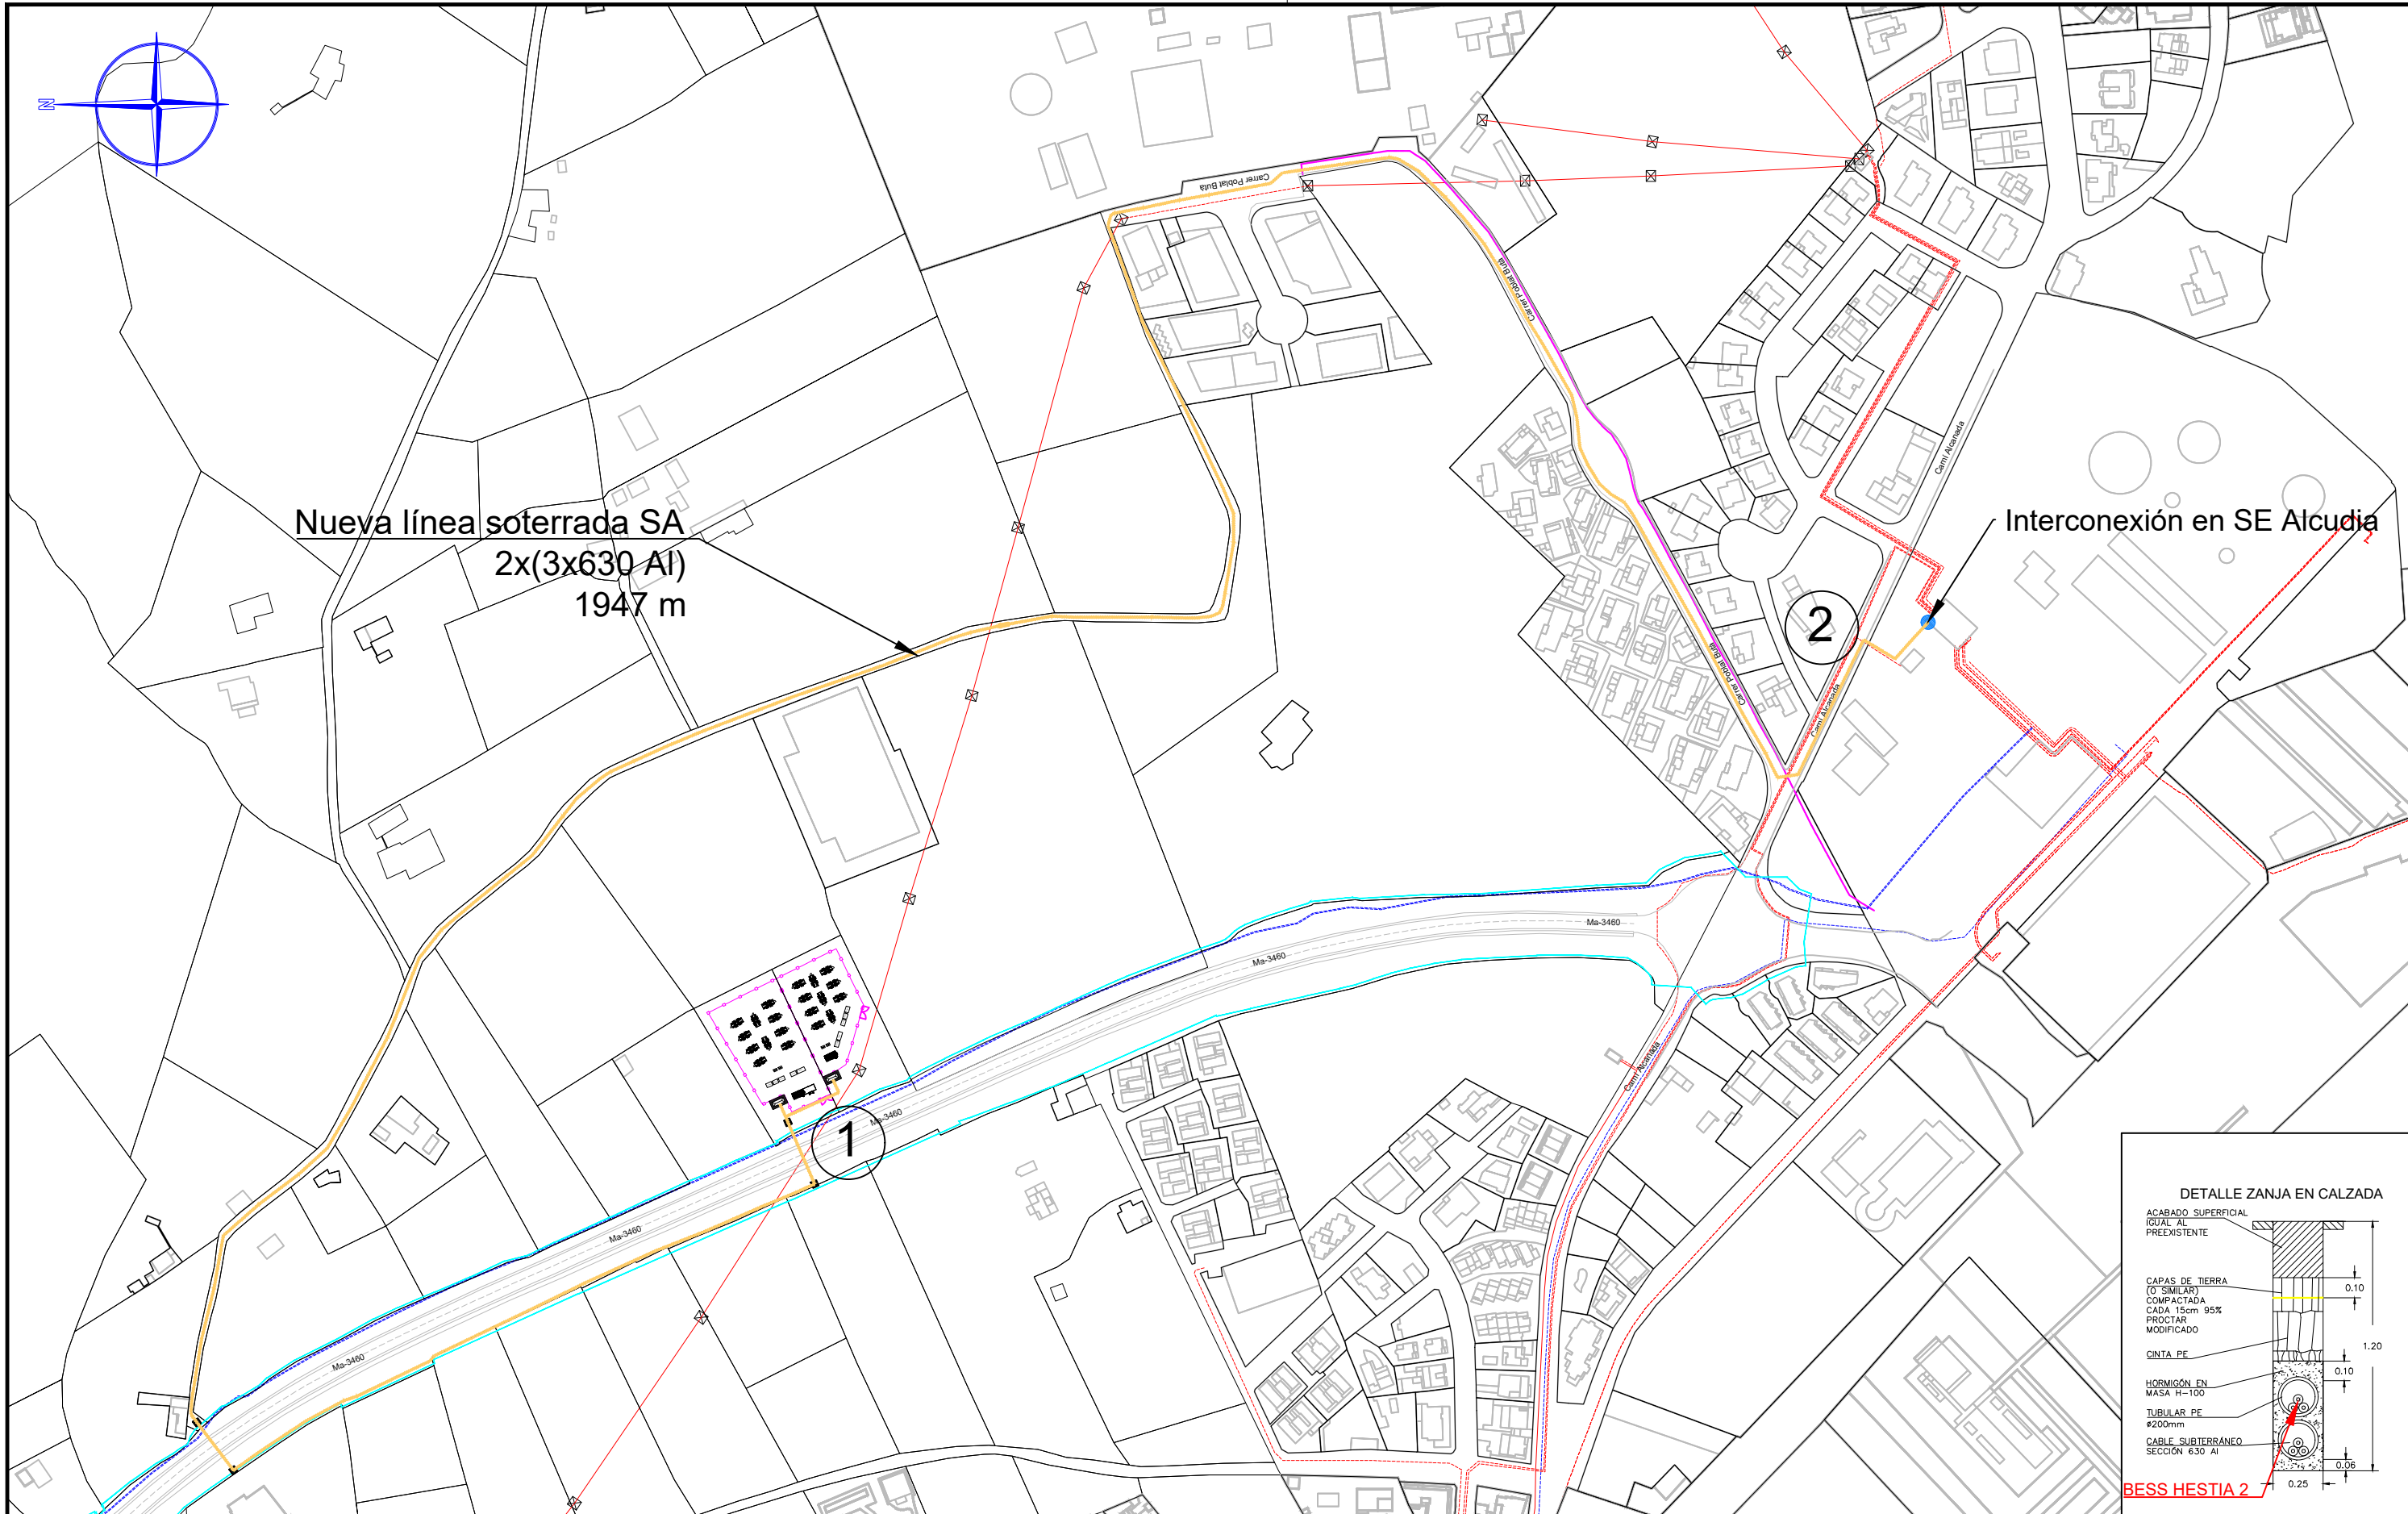 N
Carrer Poblat Buta
Carrer Poblat Buta
Camí Alcanada
Nueva línea soterrada SA
2x(3x630 Al)
1947 m
Interconexión en SE Alcudia
2
Carrer Poblat Buta
Camí Alcanada
Ma-3460
Ma-3460
Camí Alcanada
Ma-3460
1
Ma-3460
Ma-3460
DETALLE ZANJA EN CALZADA
ACABADO SUPERFICIAL
IGUAL AL
PREEXISTENTE
CAPAS DE TIERRA
(O SIMILAR)
COMPACTADA
CADA 15cm 95%
PROCTAR
MODIFICADO
CINTA PE
HORMIGÓN EN
MASA H-100
TUBULAR PE
ø200mm
CABLE SUBTERRÁNEO
SECCIÓN 630 Al
0.10
1.20
0.10
0.06
0.25
BESS HESTIA 2